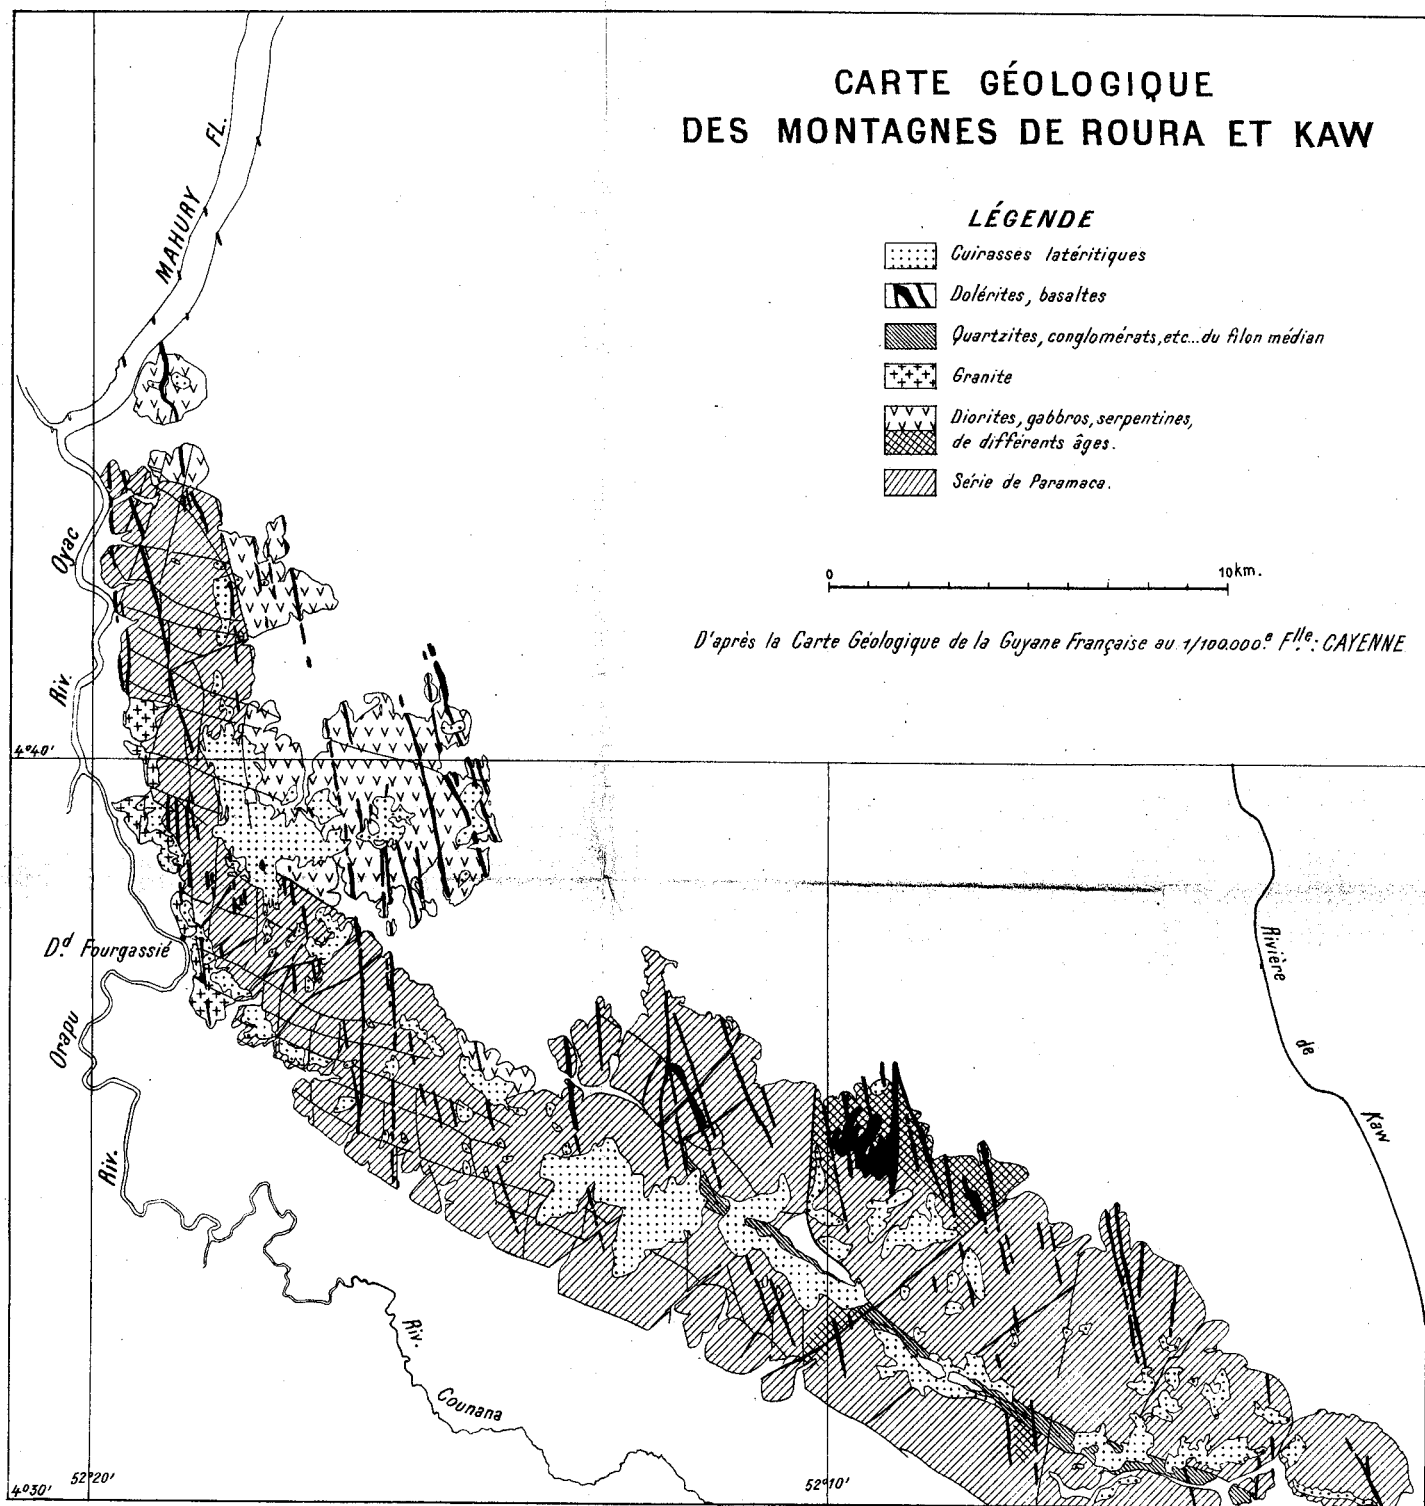 CARTE GÉOLOGIQUE
DES MONTAGNES DE ROURA ET KAW
LÉGENDE
Cuirasses latéritiques
Dolérites, basaltes
Quartzites, conglomérats, etc... du filon médian
Granite
Diorites, gabbros, serpentines,
de différents âges.
Série de Paramaca.
0 10km.
D'après la Carte Géologique de la Guyane Française au 1/100.000e Flle: CAYENNE
MAHURY FL.
Oyac
Riv.
4°40'
Dd Fourgassié
Orapu
Riv.
Riv.
Counana
Rivière
de
Kaw
52°20'
52°10'
4°30'